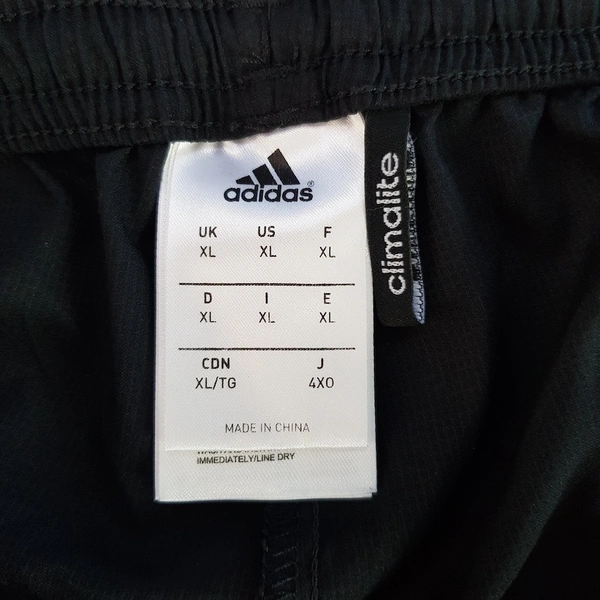 adidas®
UK US F
XL XL XL
D I E
XL XL XL
CDN J
XL/TG 4XO
MADE IN CHINA
IMMEDIATELY/LINE DRY
climalite